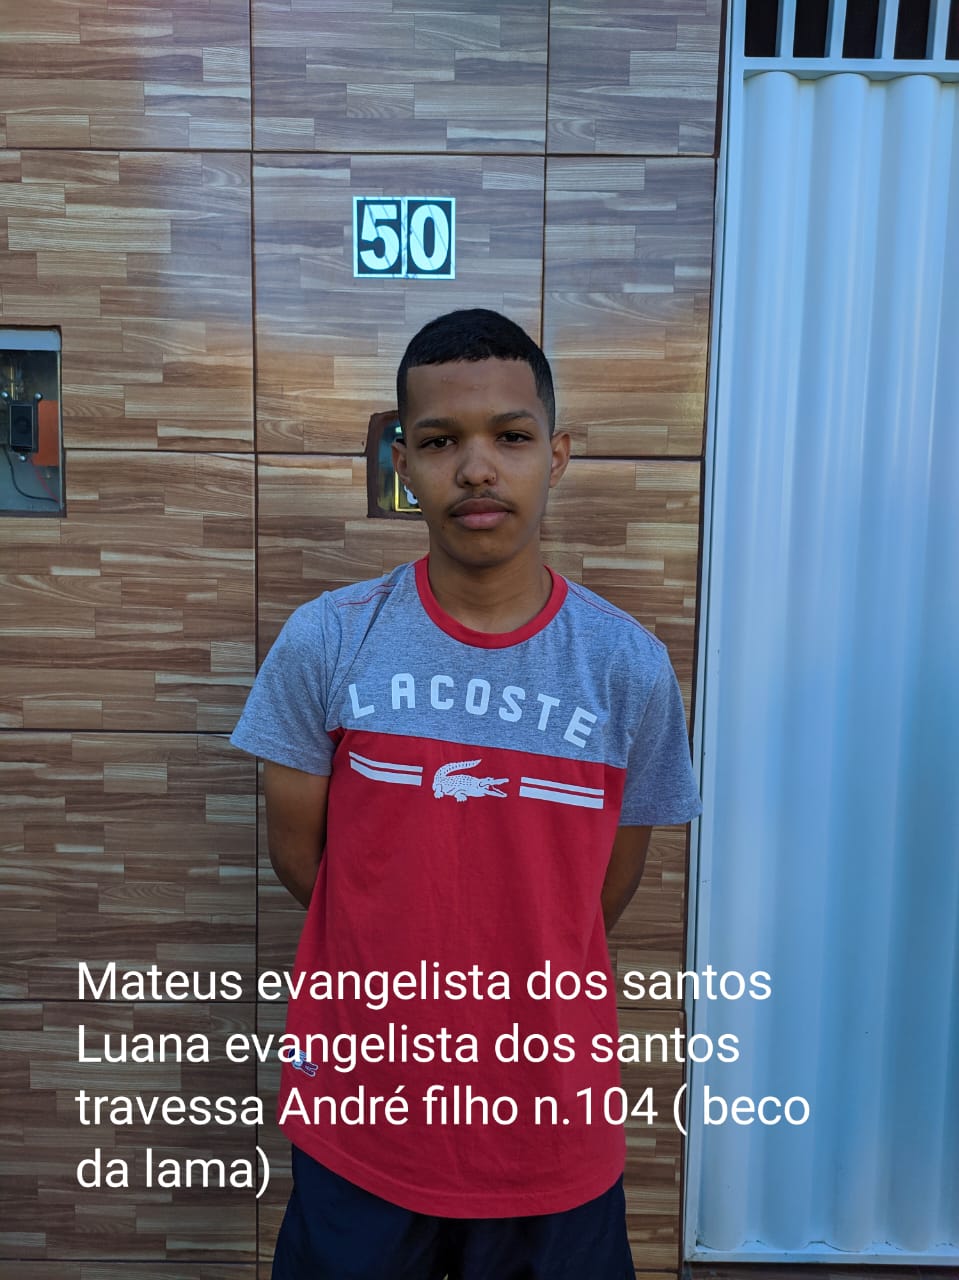 50
LACOSTE
Mateus evangelista dos santos
Luana evangelista dos santos
travessa André filho n.104 ( beco
da lama)